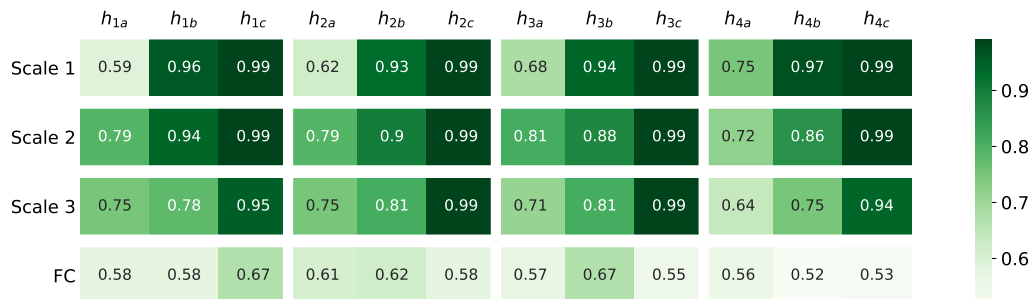 h1a h1b h1c h2a h2b h2c h3a h3b h3c h4a h4b h4c
Scale 1 0.59 0.96 0.99 0.62 0.93 0.99 0.68 0.94 0.99 0.75 0.97 0.99
Scale 2 0.79 0.94 0.99 0.79 0.9 0.99 0.81 0.88 0.99 0.72 0.86 0.99
Scale 3 0.75 0.78 0.95 0.75 0.81 0.99 0.71 0.81 0.99 0.64 0.75 0.94
FC 0.58 0.58 0.67 0.61 0.62 0.58 0.57 0.67 0.55 0.56 0.52 0.53
0.9
0.8
0.7
0.6